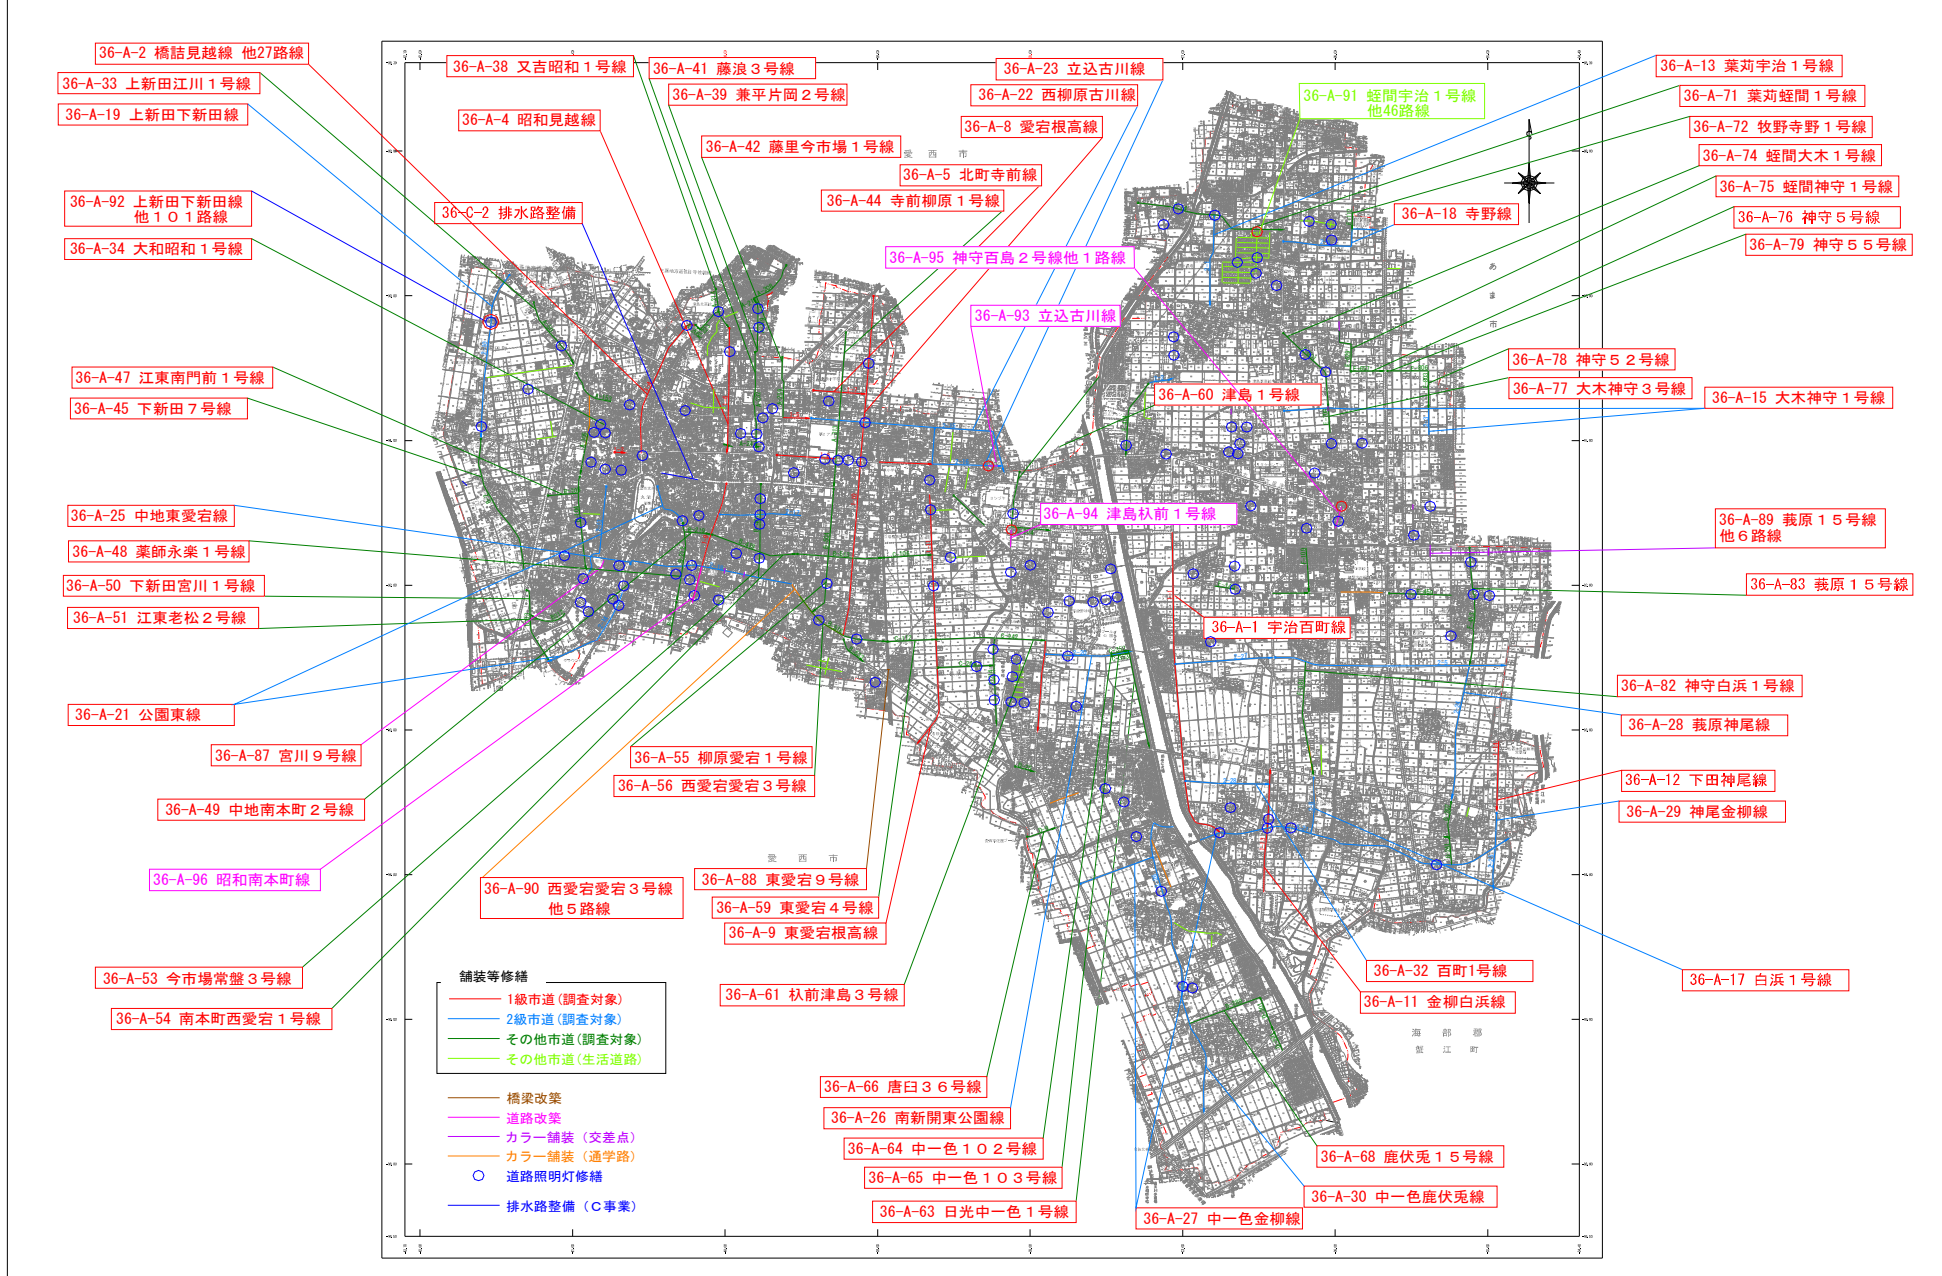 36-A-2 橋詰見越線 他27路線
36-A-33 上新田江川１号線
36-A-19 上新田下新田線
36-A-92 上新田下新田線
他１０１路線
36-A-34 大和昭和１号線
36-A-47 江東南門前１号線
36-A-45 下新田７号線
36-A-25 中地東愛宕線
36-A-48 薬師永楽１号線
36-A-50 下新田宮川１号線
36-A-51 江東老松２号線
36-A-21 公園東線
36-A-87 宮川９号線
36-A-49 中地南本町２号線
36-A-96 昭和南本町線
36-A-53 今市場常盤３号線
36-A-54 南本町西愛宕１号線
36-A-38 又吉昭和１号線
36-A-41 藤浪３号線
36-A-39 兼平片岡２号線
36-A-4 昭和見越線
36-A-42 藤里今市場１号線
36-C-2 排水路整備
36-A-23 立込古川線
36-A-22 西柳原古川線
36-A-8 愛宕根高線
愛西市
36-A-5 北町寺前線
36-A-44 寺前柳原１号線
36-A-95 神守百島２号線他１路線
36-A-93 立込古川線
36-A-91 蛭間宇治１号線
他46路線
36-A-13 葉苅宇治１号線
36-A-71 葉苅蛭間１号線
36-A-72 牧野寺野１号線
36-A-74 蛭間大木１号線
36-A-75 蛭間神守１号線
36-A-76 神守５号線
36-A-79 神守５５号線
36-A-18 寺野線
あま市
36-A-78 神守５２号線
36-A-77 大木神守３号線
36-A-15 大木神守１号線
36-A-60 津島１号線
36-A-94 津島杁前１号線
36-A-89 莪原１５号線
他６路線
36-A-83 莪原１５号線
36-A-1 宇治百町線
36-A-82 神守白浜１号線
36-A-28 莪原神尾線
36-A-12 下田神尾線
36-A-29 神尾金柳線
36-A-55 柳原愛宕１号線
36-A-56 西愛宕愛宕３号線
愛西市
36-A-90 西愛宕愛宕３号線
他５路線
36-A-88 東愛宕９号線
36-A-59 東愛宕４号線
36-A-9 東愛宕根高線
36-A-61 杁前津島３号線
36-A-32 百町1号線
36-A-11 金柳白浜線
36-A-17 白浜１号線
海部郡
蟹江町
36-A-66 唐臼３６号線
36-A-26 南新開東公園線
36-A-64 中一色１０２号線
36-A-65 中一色１０３号線
36-A-63 日光中一色１号線
36-A-68 鹿伏兎１５号線
36-A-30 中一色鹿伏兎線
36-A-27 中一色金柳線
舗装等修繕
1級市道(調査対象)
2級市道(調査対象)
その他市道(調査対象)
その他市道(生活道路)
橋梁改築
道路改築
カラー舗装（交差点）
カラー舗装（通学路）
道路照明灯修繕
排水路整備（Ｃ事業）